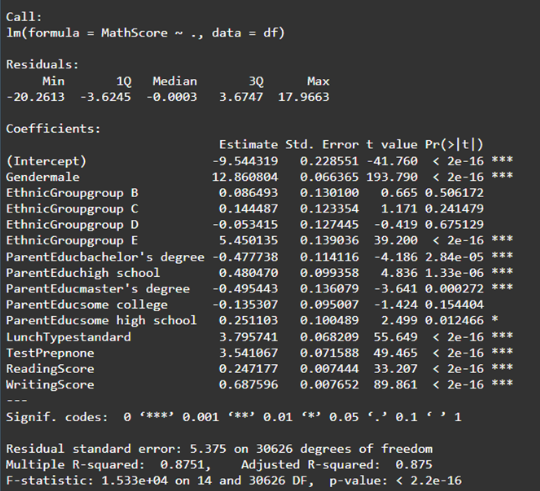 Call:
lm(formula = MathScore ~ ., data = df)
Residuals:
Min 1Q Median 3Q Max
-20.2613 -3.6245 -0.0003 3.6747 17.9663
Coefficients:
Estimate Std. Error t value Pr(>|t|)
(Intercept) -9.544319 0.228551 -41.760 < 2e-16 ***
Gendermale 12.860804 0.066365 193.790 < 2e-16 ***
EthnicGroupgroup B 0.086493 0.130100 0.665 0.506172
EthnicGroupgroup C 0.144487 0.123354 1.171 0.241479
EthnicGroupgroup D -0.053415 0.127445 -0.419 0.675129
EthnicGroupgroup E 5.450135 0.139036 39.200 < 2e-16 ***
ParentEducbachelor's degree -0.477738 0.114116 -4.186 2.84e-05 ***
ParentEduchigh school 0.480470 0.099358 4.836 1.33e-06 ***
ParentEducmaster's degree -0.495443 0.136079 -3.641 0.000272 ***
ParentEducsome college -0.135307 0.095007 -1.424 0.154404
ParentEducsome high school 0.251103 0.100489 2.499 0.012466 *
LunchTypestandard 3.795741 0.068209 55.649 < 2e-16 ***
TestPrepnone 3.541067 0.071588 49.465 < 2e-16 ***
ReadingScore 0.247177 0.007444 33.207 < 2e-16 ***
WritingScore 0.687596 0.007652 89.861 < 2e-16 ***
---
Signif. codes: 0 ‘***’ 0.001 ‘**’ 0.01 ‘*’ 0.05 ‘.’ 0.1 ‘ ’ 1
Residual standard error: 5.375 on 30626 degrees of freedom
Multiple R-squared: 0.8751, Adjusted R-squared: 0.875
F-statistic: 1.533e+04 on 14 and 30626 DF, p-value: < 2.2e-16